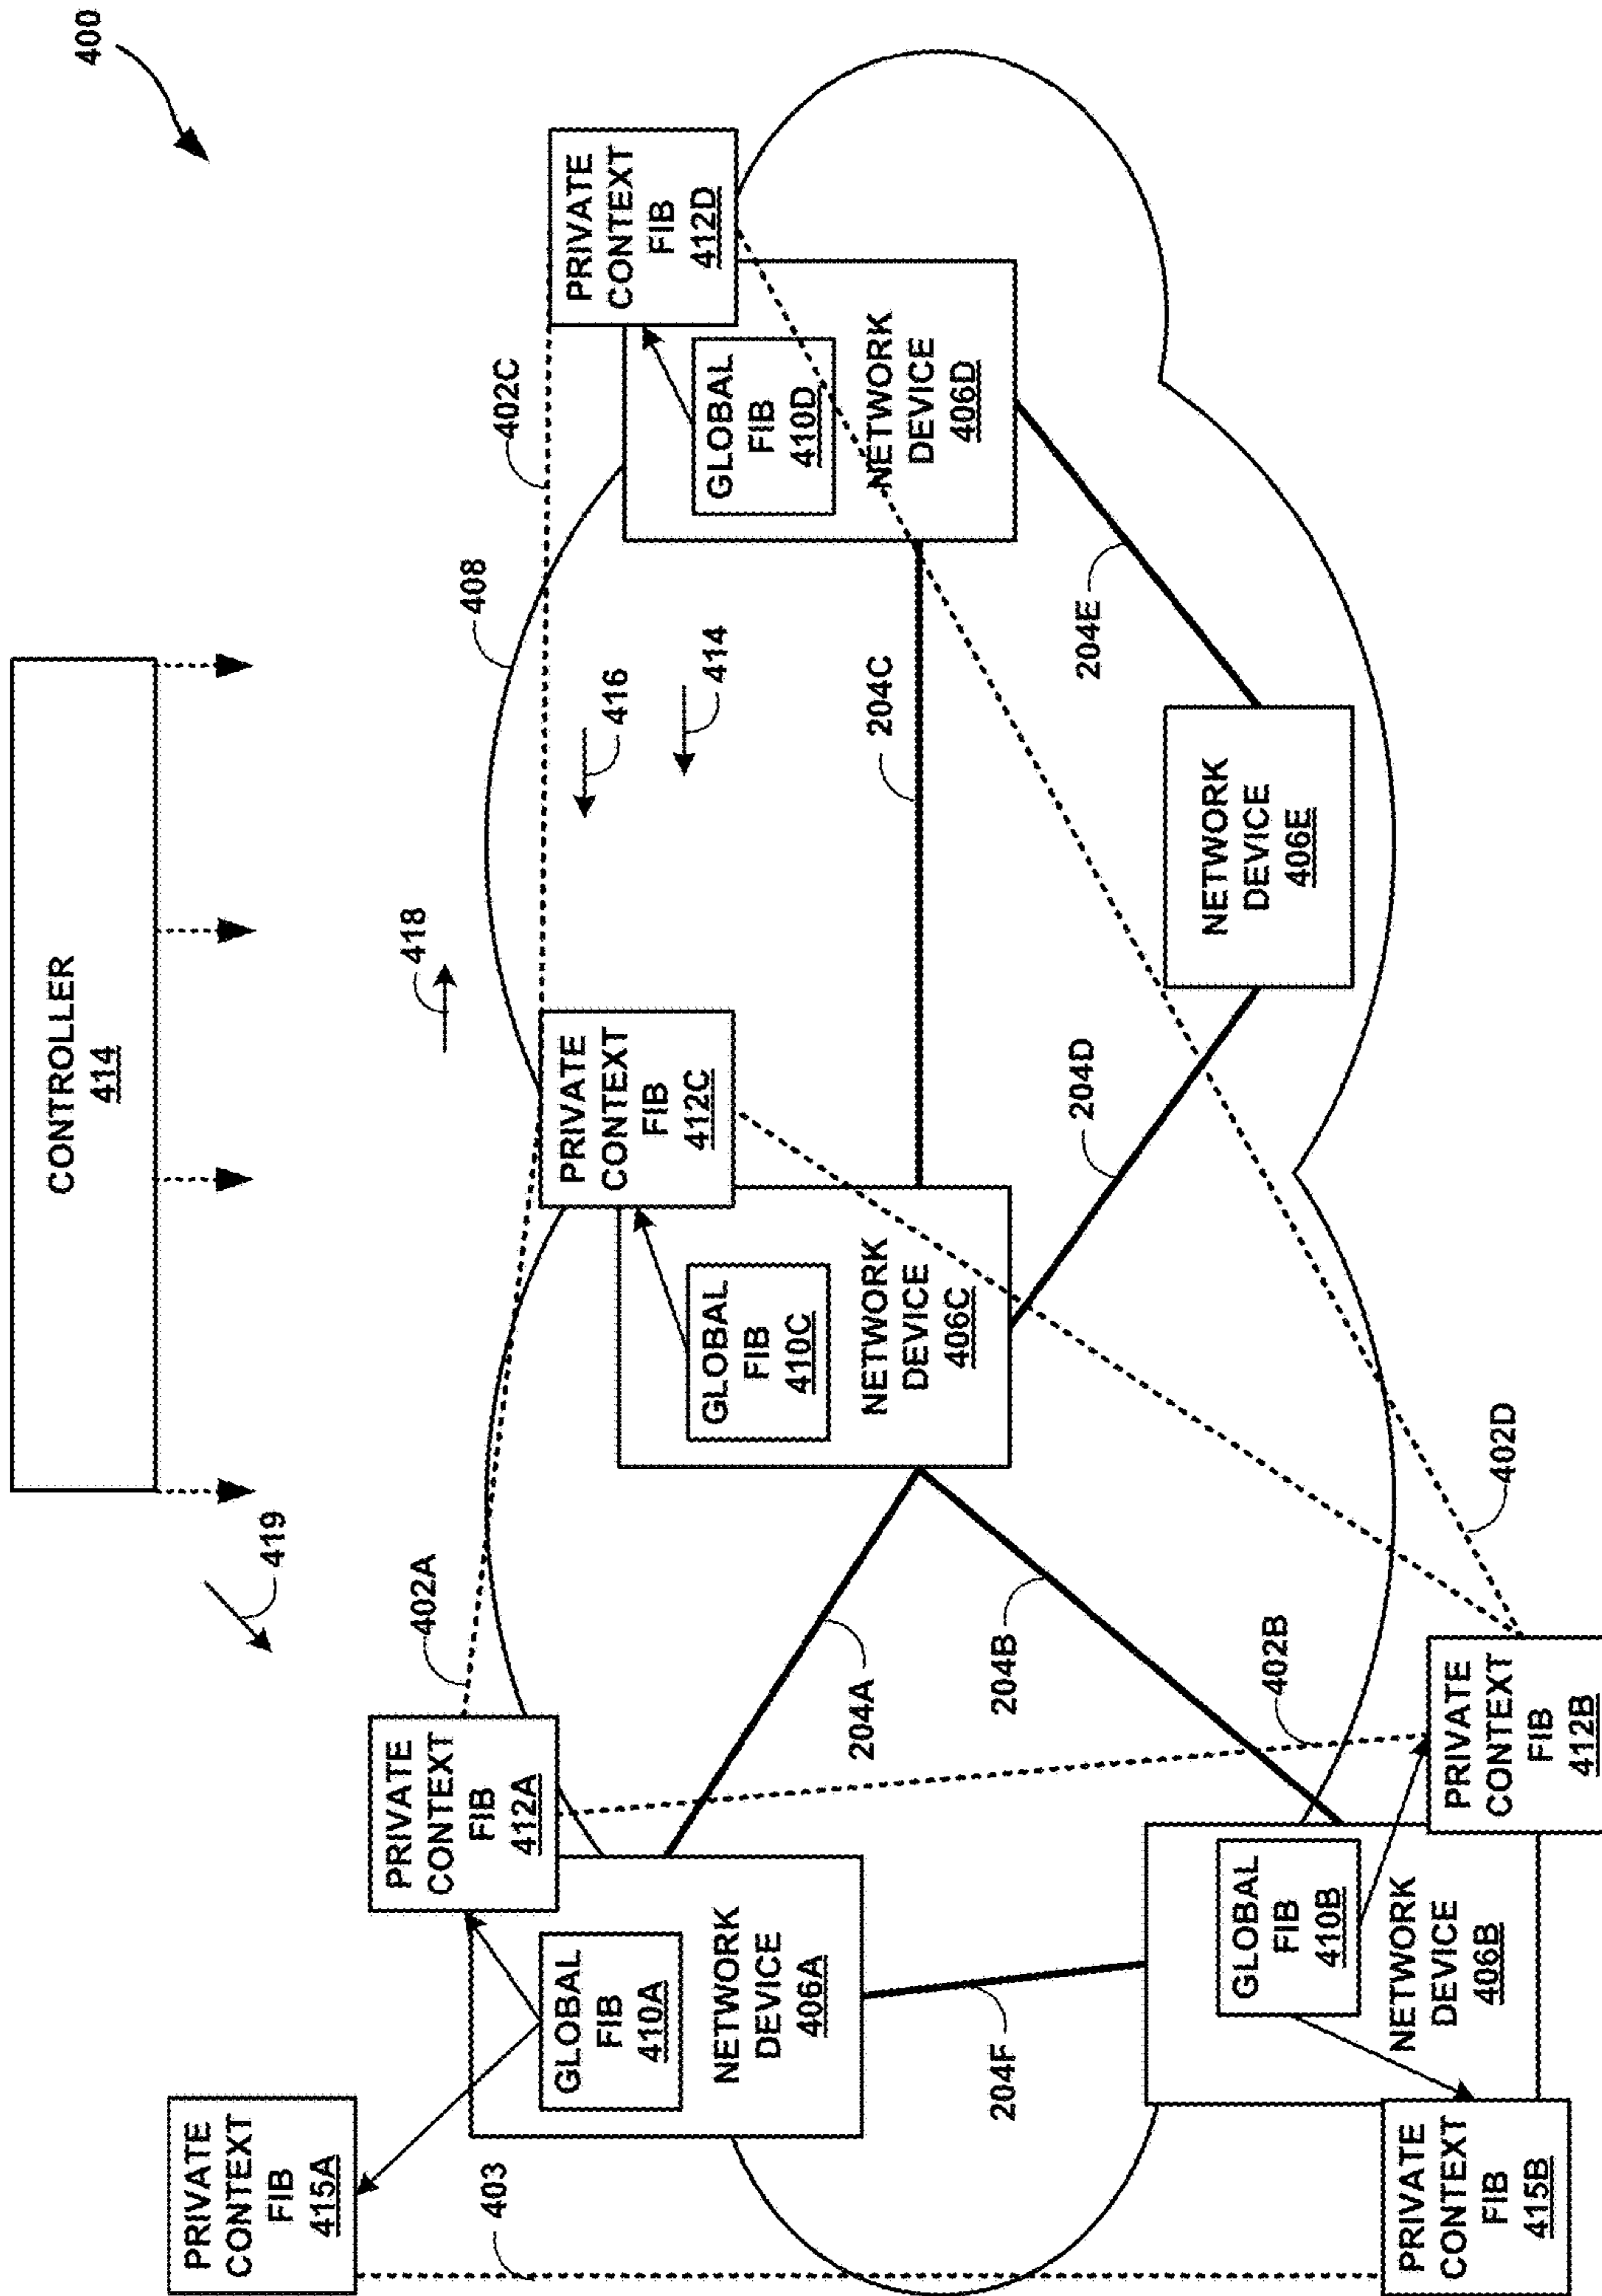 400
CONTROLLER
414
419
418
408
402C
402A
416
414
PRIVATE
CONTEXT
FIB
415A
PRIVATE
CONTEXT
FIB
412A
PRIVATE
CONTEXT
FIB
412C
PRIVATE
CONTEXT
FIB
412D
GLOBAL
FIB
410A
NETWORK
DEVICE
406A
GLOBAL
FIB
410C
NETWORK
DEVICE
406C
GLOBAL
FIB
410D
NETWORK
DEVICE
406D
403
204F
204A
204B
204C
204D
204E
402B
402D
GLOBAL
FIB
410B
NETWORK
DEVICE
406B
NETWORK
DEVICE
406E
PRIVATE
CONTEXT
FIB
415B
PRIVATE
CONTEXT
FIB
412B